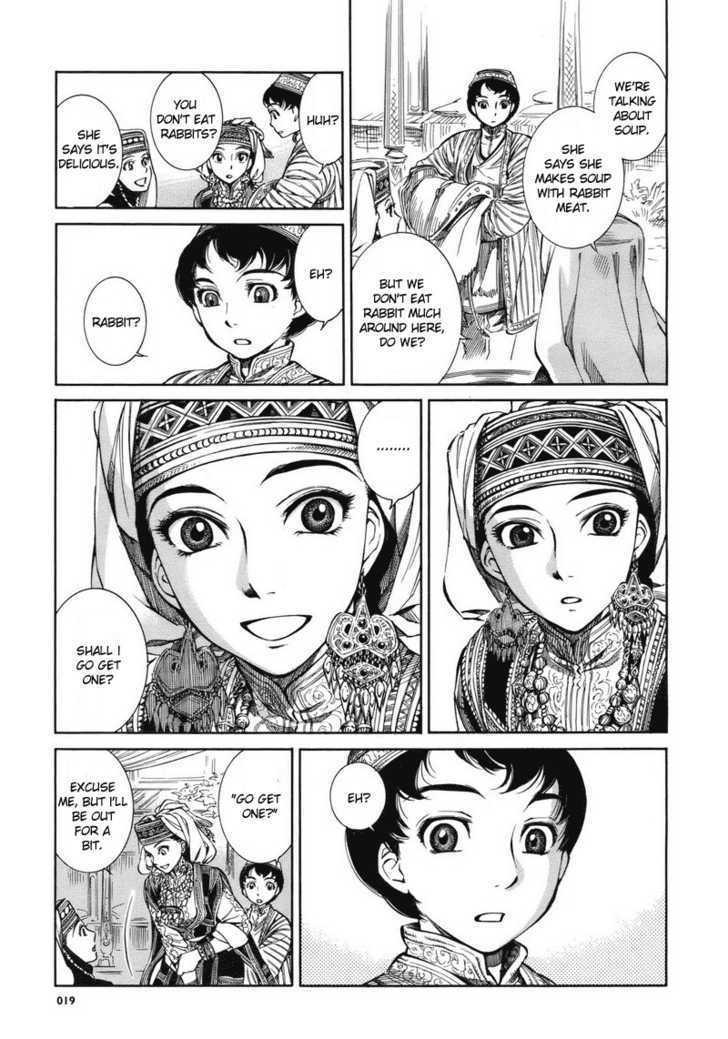 WE'RE
TALKING
ABOUT
SOUP.
SHE
SAYS SHE
MAKES SOUP
WITH RABBIT
MEAT.
BUT WE
DON'T EAT
RABBIT MUCH
AROUND HERE,
DO WE?
HUH?
YOU
DON'T EAT
RABBITS?
SHE
SAYS IT'S
DELICIOUS.
EH?
RABBIT?
........
SHALL I
GO GET
ONE?
EH?
"GO GET
ONE?"
EXCUSE
ME, BUT I'LL
BE OUT
FOR A
BIT.
019